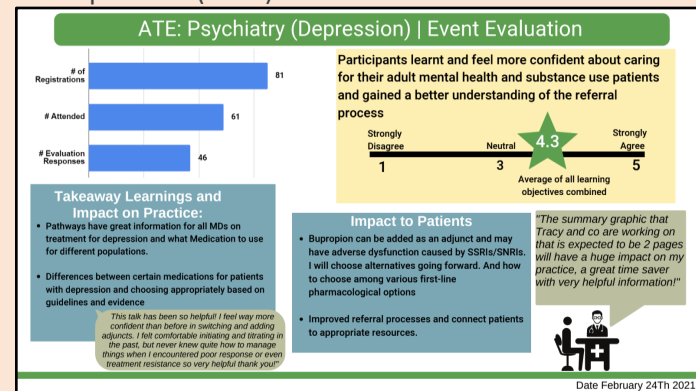 ATE: Psychiatry (Depression) | Event Evaluation
# of
Registrations
81
# Attended
61
# Evaluation
Responses
46
Participants learnt and feel more confident about caring
for their adult mental health and substance use patients
and gained a better understanding of the referral
process
Strongly
Disagree
Neutral
4.3
Strongly
Agree
1
3
5
Average of all learning
objectives combined
Takeaway Learnings and
Impact on Practice:
• Pathways have great information for all MDs on
treatment for depression and what Medication to use
for different populations.
• Differences between certain medications for patients
with depression and choosing appropriately based on
guidelines and evidence
This talk has been so helpful! I feel way more
confident than before in switching and adding
adjuncts. I felt comfortable initiating and titrating in
the past, but never knew quite how to manage
things when I encountered poor response or even
treatment resistance so very helpful thank you!"
Impact to Patients
• Bupropion can be added as an adjunct and may
have adverse dysfunction caused by SSRIs/SNRIs.
I will choose alternatives going forward. And how
to choose among various first-line
pharmacological options
• Improved referral processes and connect patients
to appropriate resources.
"The summary graphic that
Tracy and co are working on
that is expected to be 2 pages
will have a huge impact on my
practice, a great time saver
with very helpful information!"
Date February 24Th 2021